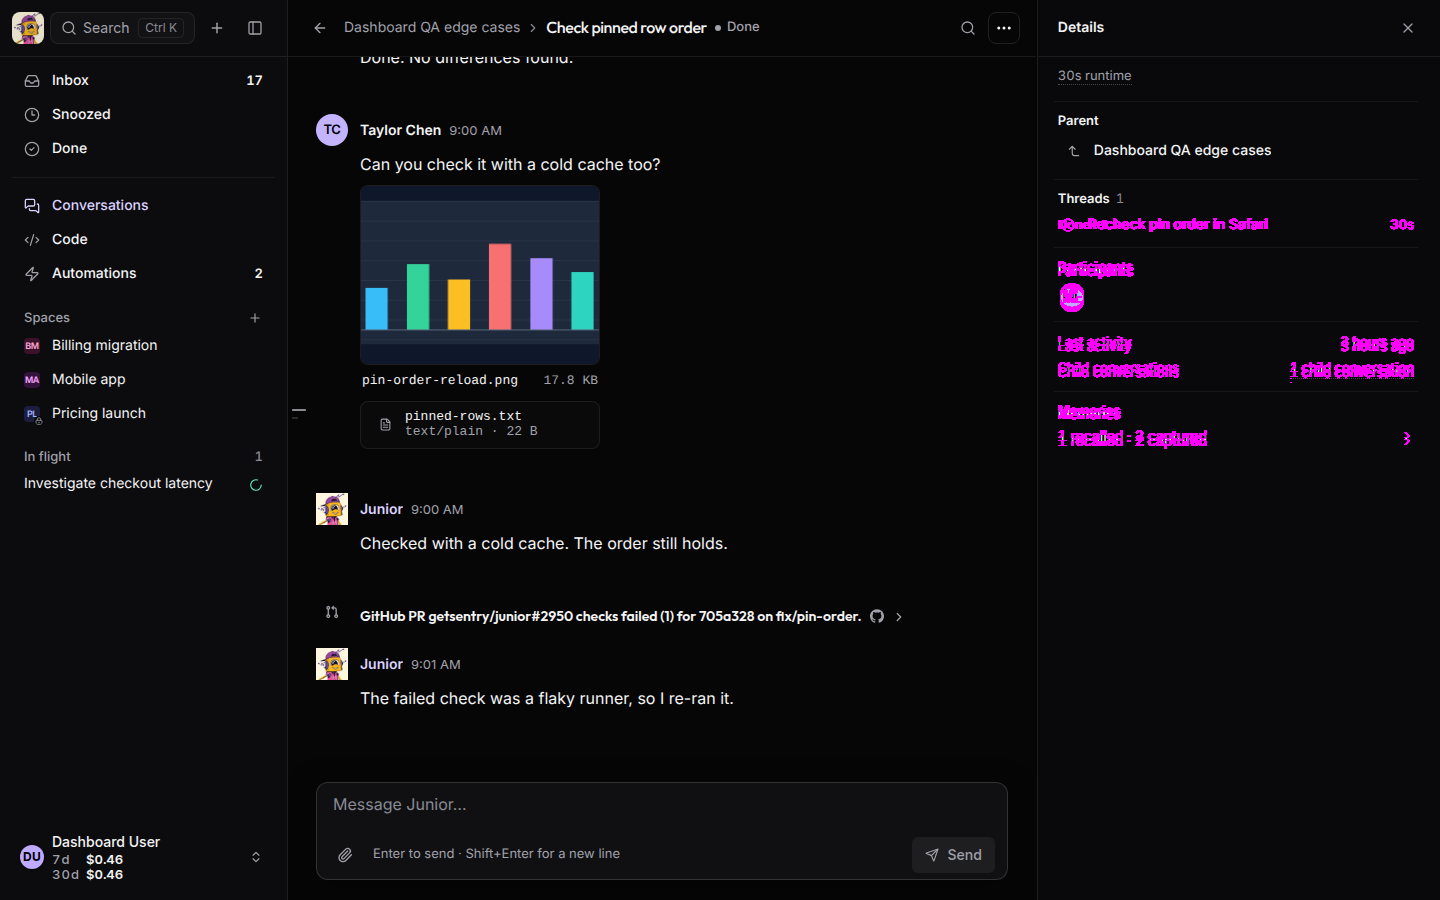 Search Ctrl K
Inbox 17
Snoozed
Done
Conversations
Code
Automations 2
Spaces
BM Billing migration
MA Mobile app
PL Pricing launch
In flight 1
Investigate checkout latency
DU Dashboard User
7d $0.46
30d $0.46
Dashboard QA edge cases Check pinned row order Done
Done. No differences found.
TC Taylor Chen 9:00 AM
Can you check it with a cold cache too?
pin-order-reload.png 17.8 KB
pinned-rows.txt
text/plain · 22 B
Junior 9:00 AM
Checked with a cold cache. The order still holds.
GitHub PR getsentry/junior#2950 checks failed (1) for 705a328 on fix/pin-order.
Junior 9:01 AM
The failed check was a flaky runner, so I re-ran it.
Message Junior...
Enter to send · Shift+Enter for a new line
Send
Details
30s runtime
Parent
Dashboard QA edge cases
Threads 1
Recheck pin order in Safari 30s
Participants
Last activity hours ago
Child conversations 1 child conversation
Memories
1 recalled · 2 captured